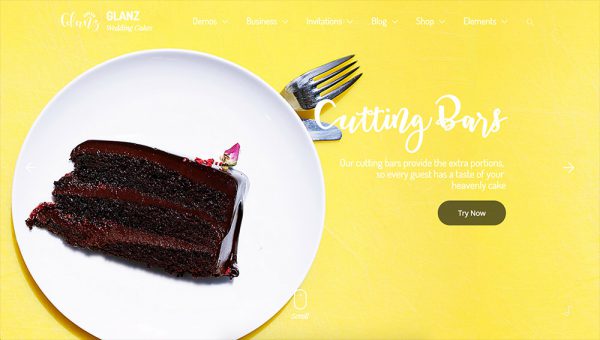 Glanz
GLANZ
Wedding Cakes
Demos
Business
Invitations
Blog
Shop
Elements
Cutting Bars
Our cutting bars provide the extra portions,
so every guest has a taste of your
heavenly cake
Try Now
Scroll